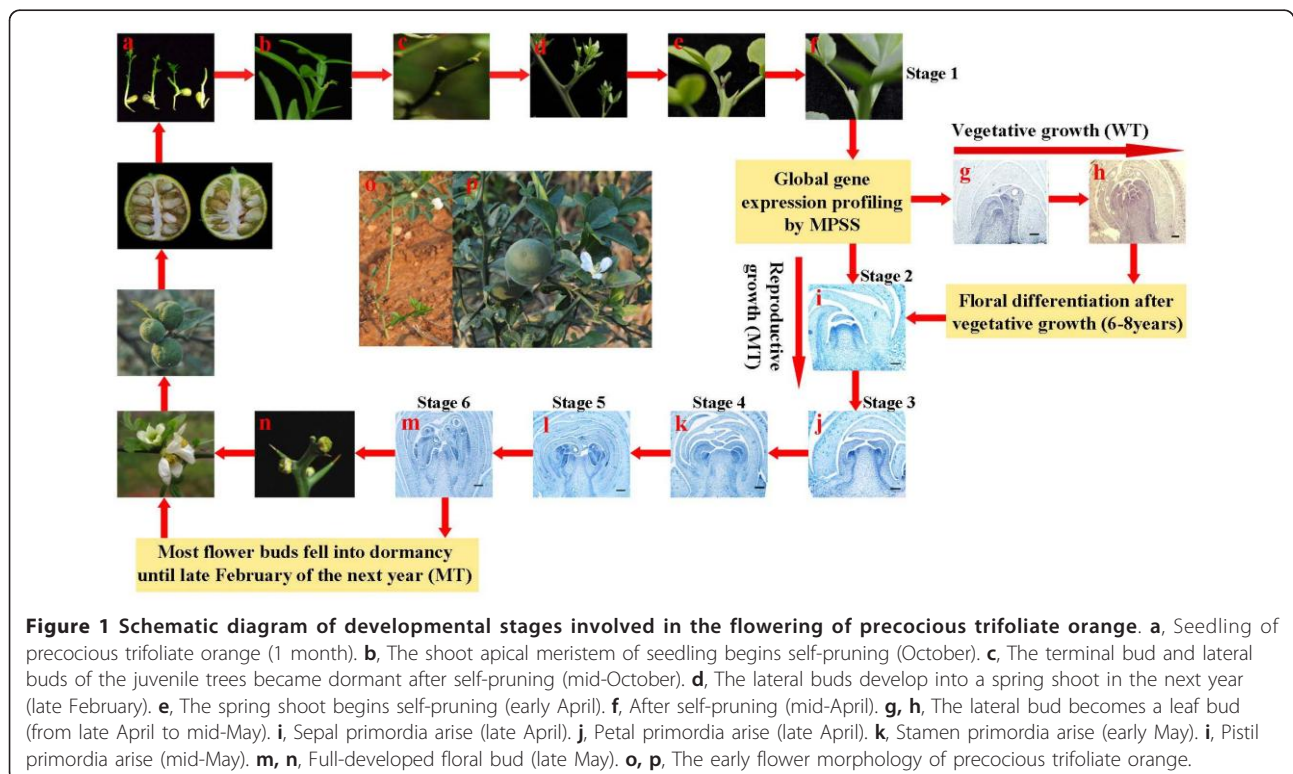 a
b
c
d
e
f
Stage 1
Vegetative growth (WT)
g
h
Global gene
expression profiling
by MPSS
o
p
Reproductive
growth (MT)
Stage 2
i
Floral differentiation after
vegetative growth (6-8years)
Stage 6
Stage 5
Stage 4
Stage 3
n
m
l
k
j
Most flower buds fell into dormancy
until late February of the next year (MT)
Figure 1 Schematic diagram of developmental stages involved in the flowering of precocious trifoliate orange. a, Seedling of
precocious trifoliate orange (1 month). b, The shoot apical meristem of seedling begins self-pruning (October). c, The terminal bud and lateral
buds of the juvenile trees became dormant after self-pruning (mid-October). d, The lateral buds develop into a spring shoot in the next year
(late February). e, The spring shoot begins self-pruning (early April). f, After self-pruning (mid-April). g, h, The lateral bud becomes a leaf bud
(from late April to mid-May). i, Sepal primordia arise (late April). j, Petal primordia arise (late April). k, Stamen primordia arise (early May). i, Pistil
primordia arise (mid-May). m, n, Full-developed floral bud (late May). o, p, The early flower morphology of precocious trifoliate orange.